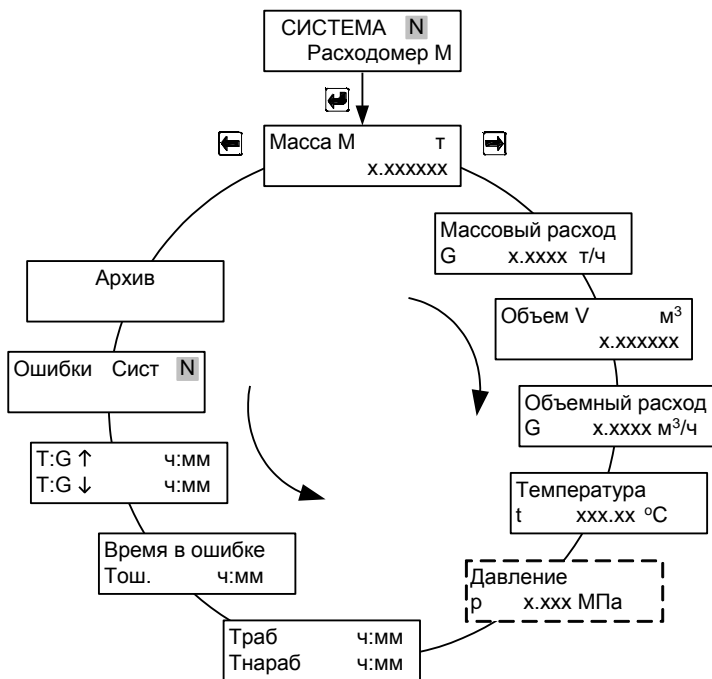 СИСТЕМА N
Расходомер М
Масса М т
х.хххххх
Массовый расход
G х.хххх т/ч
Объем V м³
х.хххххх
Объемный расход
G х.хххх м³/ч
Температура
t ххх.хх ºС
Давление
р х.ххх МПа
Траб ч:мм
Тнараб ч:мм
Время в ошибке
Тош. ч:мм
Т:G ↑ ч:мм
Т:G ↓ ч:мм
Ошибки Сист N
Архив